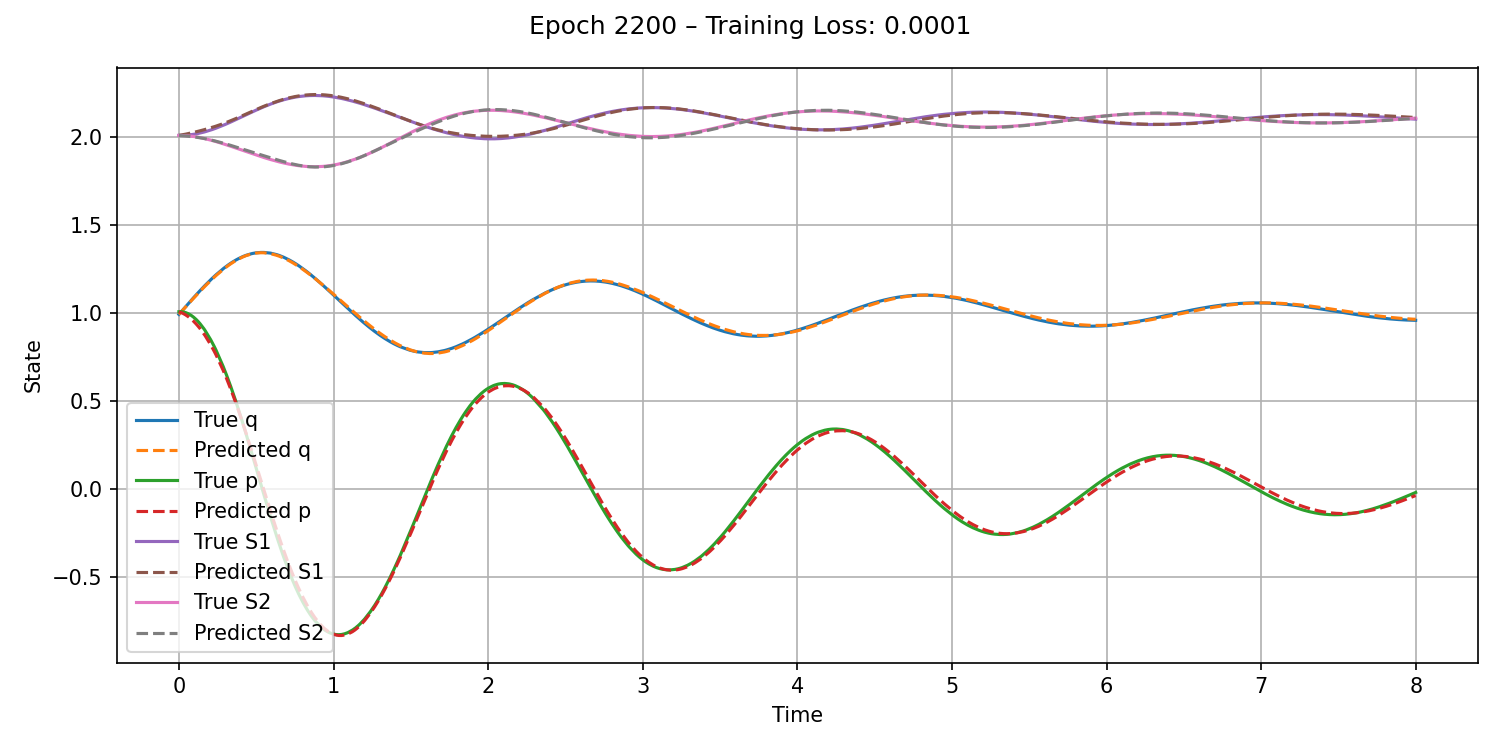 Epoch 2200 – Training Loss: 0.0001
State
2.0
1.5
1.0
0.5
0.0
−0.5
True q
Predicted q
True p
Predicted p
True S1
Predicted S1
True S2
Predicted S2
0 1 2 3 4 5 6 7 8
Time